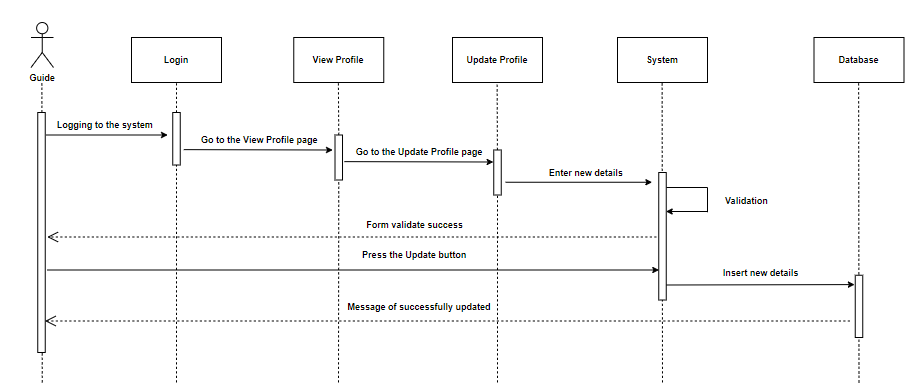 Guide
Login
View Profile
Update Profile
System
Database
Logging to the system
Go to the View Profile page
Go to the Update Profile page
Enter new details
Validation
Form validate success
Press the Update button
Insert new details
Message of successfully updated